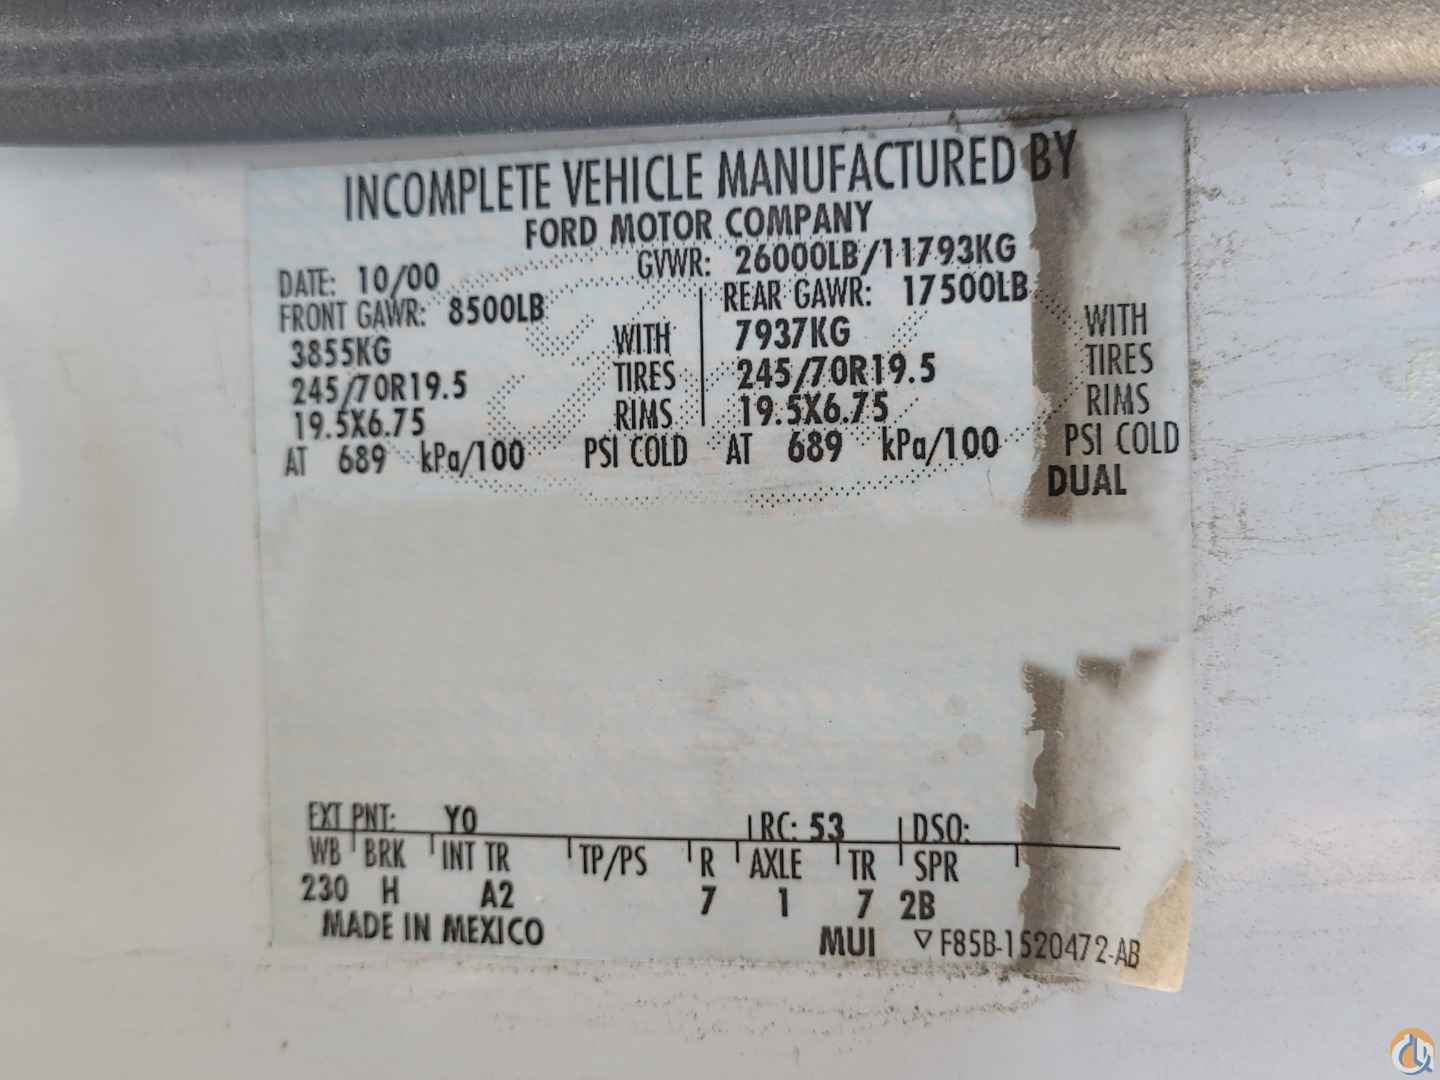 INCOMPLETE VEHICLE MANUFACTURED BY
FORD MOTOR COMPANY
DATE: 10/00 GVWR: 26000LB/11793KG
FRONT GAWR: 8500LB REAR GAWR: 17500LB
3855KG WITH 7937KG WITH
245/70R19.5 TIRES 245/70R19.5 TIRES
19.5X6.75 RIMS 19.5X6.75 RIMS
AT 689 kPa/100 PSI COLD AT 689 kPa/100 PSI COLD
DUAL
EXT PNT: Y0 RC: 53 DSO:
WB BRK INT TR TP/PS R AXLE TR SPR
230 H A2 7 1 7 2B
MADE IN MEXICO MUI ▽ F85B-1520472-AB